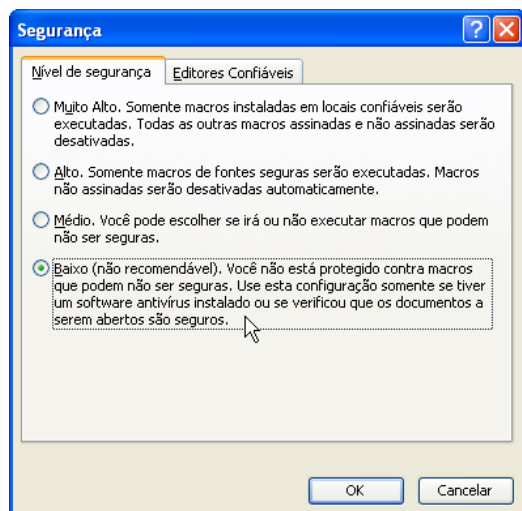 Segurança
Nível de segurança
Editores Confiáveis
Muito Alto. Somente macros instaladas em locais confiáveis serão
executadas. Todas as outras macros assinadas e não assinadas serão
desativadas.
Alto. Somente macros de fontes seguras serão executadas. Macros
não assinadas serão desativadas automaticamente.
Médio. Você pode escolher se irá ou não executar macros que podem
não ser seguras.
Baixo (não recomendável). Você não está protegido contra macros
que podem não ser seguras. Use esta configuração somente se tiver
um software antivírus instalado ou se verificou que os documentos a
serem abertos são seguros.
OK
Cancelar